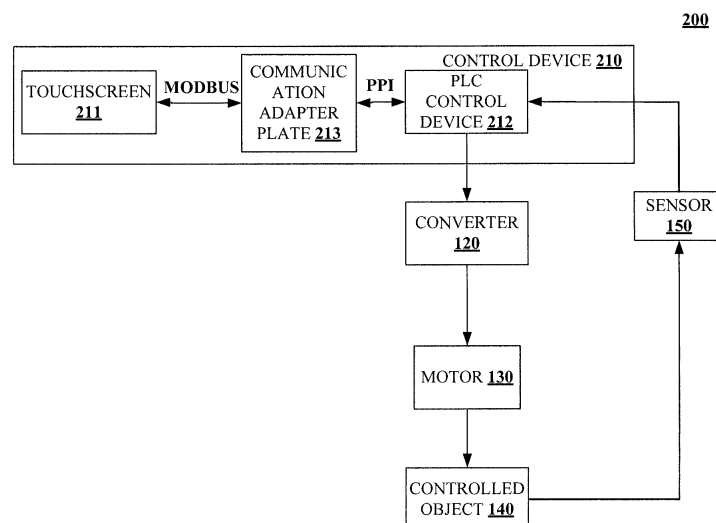 200
CONTROL DEVICE 210
TOUCHSCREEN
211
MODBUS
COMMUNIC
ATION
ADAPTER
PLATE 213
PPI
PLC
CONTROL
DEVICE 212
SENSOR
150
CONVERTER
120
MOTOR 130
CONTROLLED
OBJECT 140